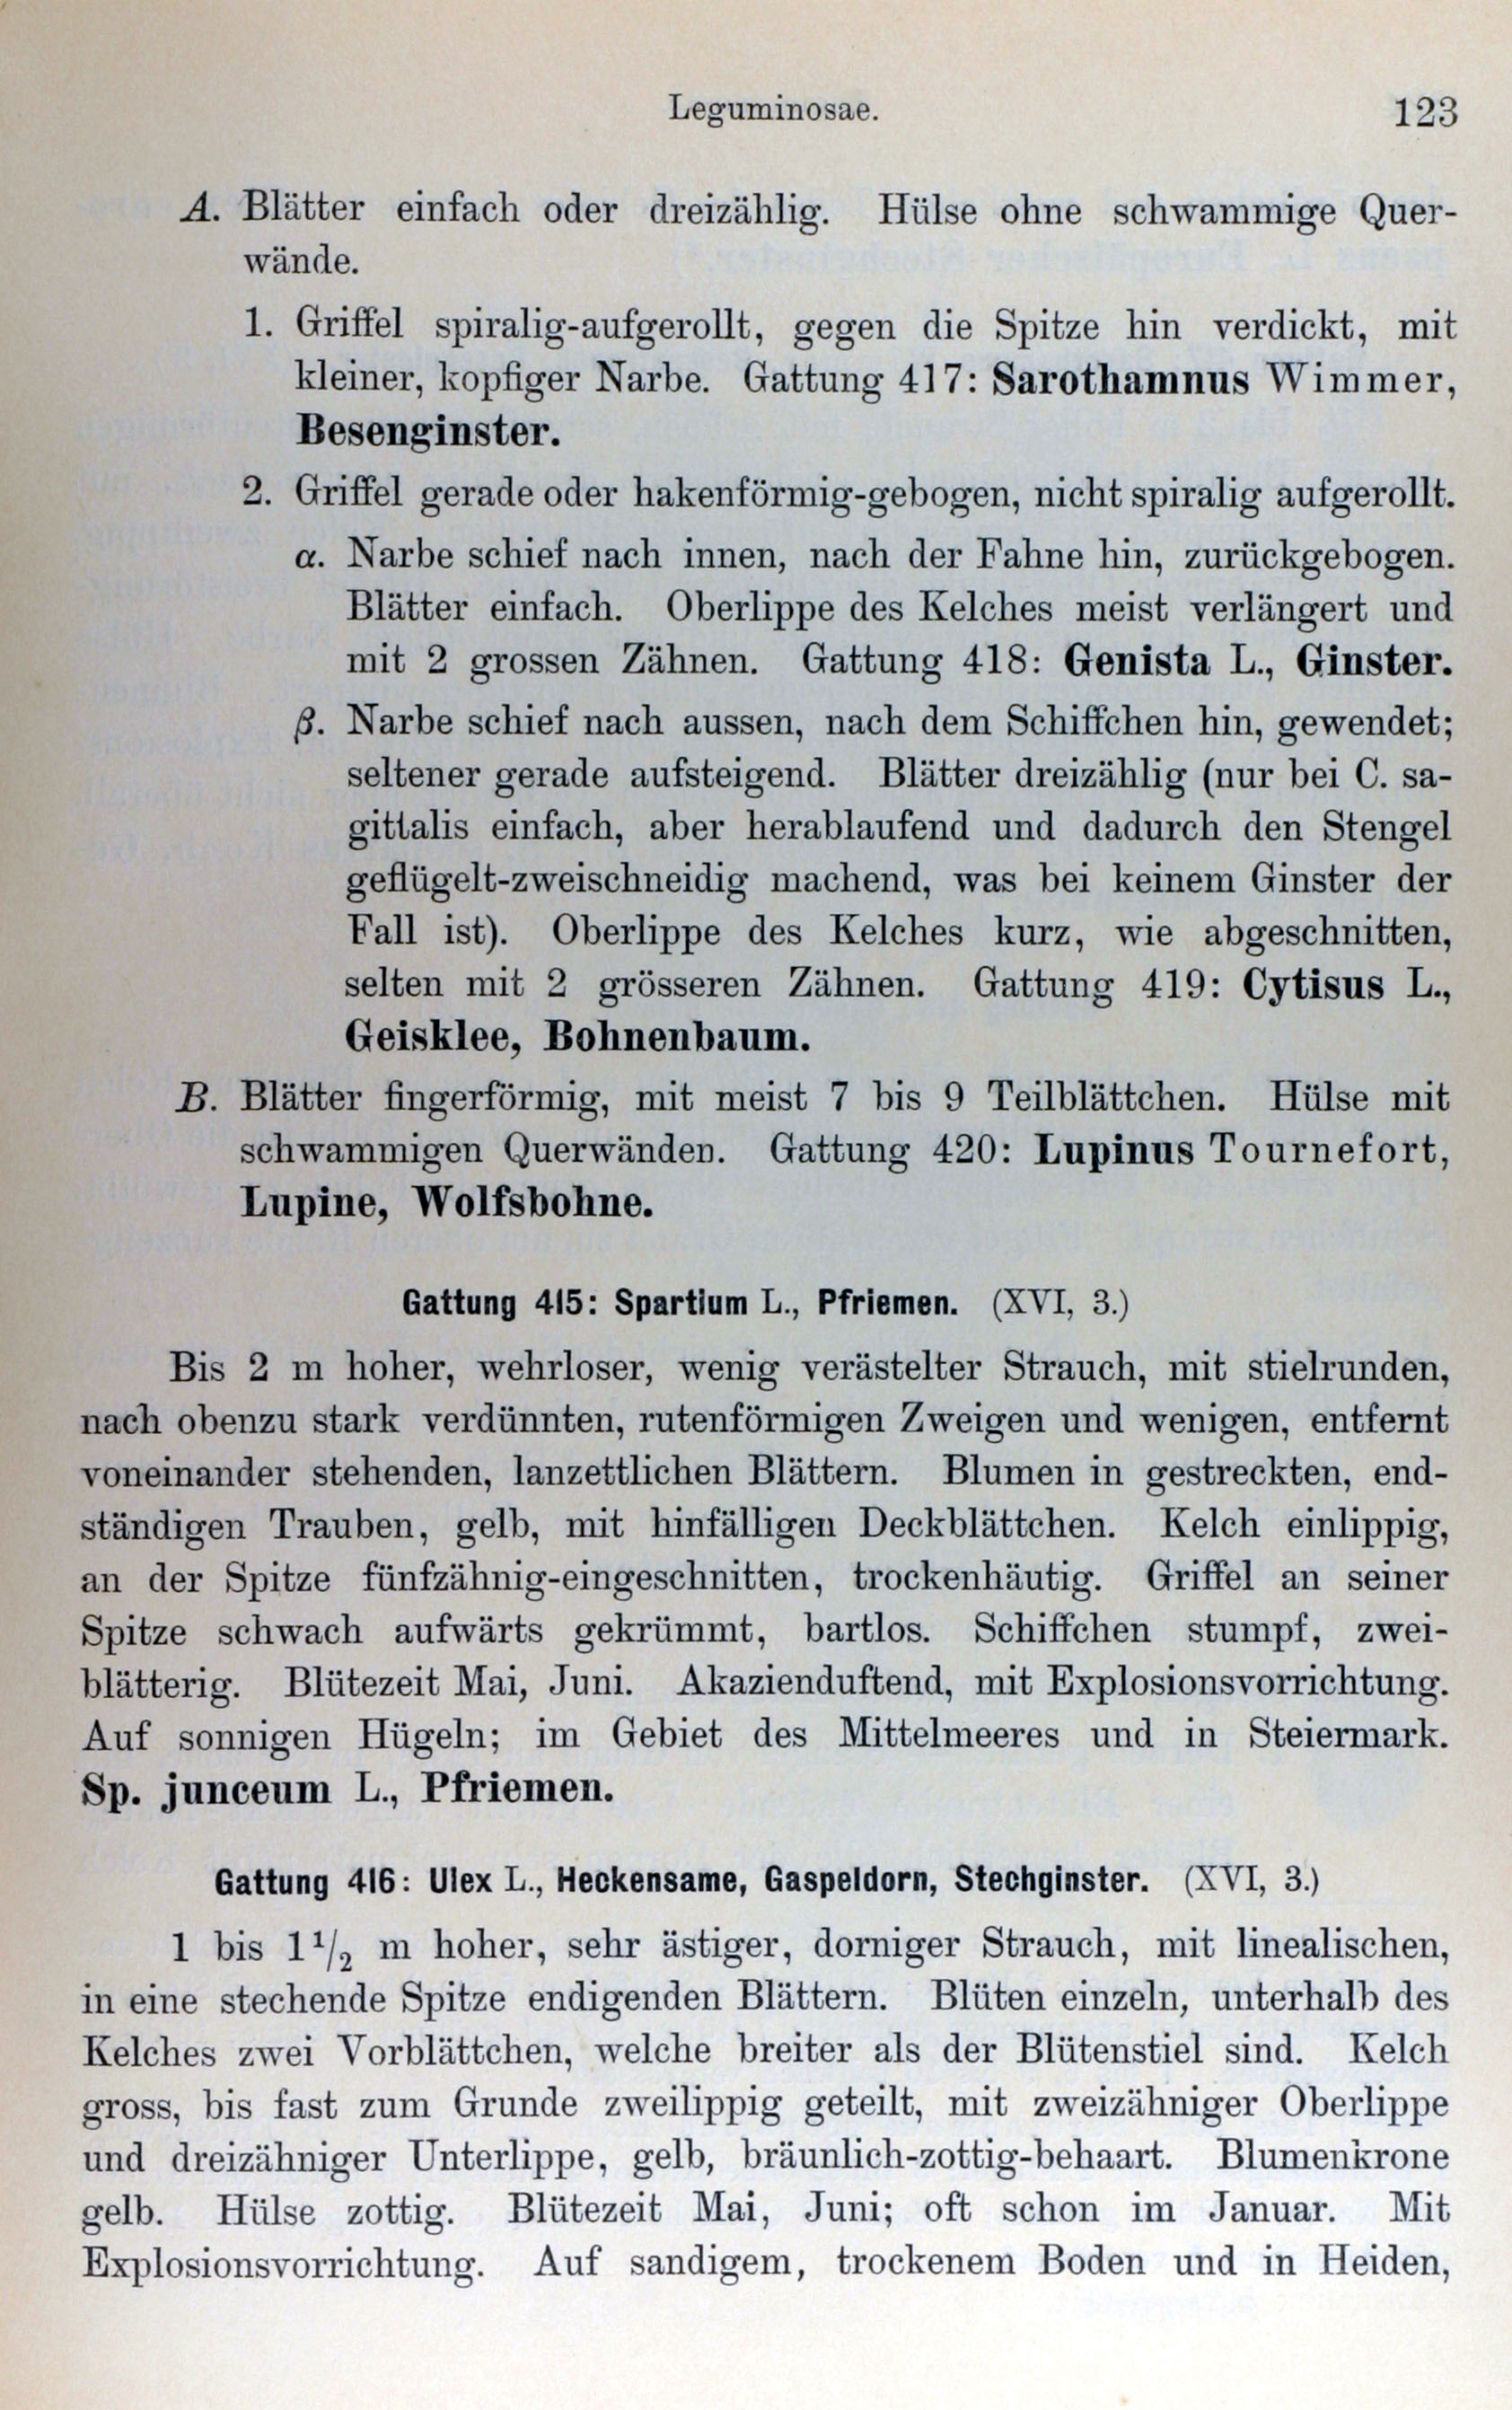 Leguminosae. 123
A. Blätter einfach oder dreizählig. Hülse ohne schwammige Quer-
wände.
1. Griffel spiralig-aufgerollt, gegen die Spitze hin verdickt, mit
kleiner, kopfiger Narbe. Gattung 417: Sarothamnus Wimmer,
Besenginster.
2. Griffel gerade oder hakenförmig-gebogen, nicht spiralig aufgerollt.
α. Narbe schief nach innen, nach der Fahne hin, zurückgebogen.
Blätter einfach. Oberlippe des Kelches meist verlängert und
mit 2 grossen Zähnen. Gattung 418: Genista L., Ginster.
β. Narbe schief nach aussen, nach dem Schiffchen hin, gewendet;
seltener gerade aufsteigend. Blätter dreizählig (nur bei C. sa-
gittalis einfach, aber herablaufend und dadurch den Stengel
geflügelt-zweischneidig machend, was bei keinem Ginster der
Fall ist). Oberlippe des Kelches kurz, wie abgeschnitten,
selten mit 2 grösseren Zähnen. Gattung 419: Cytisus L.,
Geisklee, Bohnenbaum.
B. Blätter fingerförmig, mit meist 7 bis 9 Teilblättchen. Hülse mit
schwammigen Querwänden. Gattung 420: Lupinus Tournefort,
Lupine, Wolfsbohne.
Gattung 415: Spartium L., Pfriemen. (XVI, 3.)
Bis 2 m hoher, wehrloser, wenig verästelter Strauch, mit stielrunden,
nach obenzu stark verdünnten, rutenförmigen Zweigen und wenigen, entfernt
voneinander stehenden, lanzettlichen Blättern. Blumen in gestreckten, end-
ständigen Trauben, gelb, mit hinfälligen Deckblättchen. Kelch einlippig,
an der Spitze fünfzähnig-eingeschnitten, trockenhäutig. Griffel an seiner
Spitze schwach aufwärts gekrümmt, bartlos. Schiffchen stumpf, zwei-
blätterig. Blütezeit Mai, Juni. Akazienduftend, mit Explosionsvorrichtung.
Auf sonnigen Hügeln; im Gebiet des Mittelmeeres und in Steiermark.
Sp. junceum L., Pfriemen.
Gattung 416: Ulex L., Heckensame, Gaspeldorn, Stechginster. (XVI, 3.)
1 bis 1 1/2 m hoher, sehr ästiger, dorniger Strauch, mit linealischen,
in eine stechende Spitze endigenden Blättern. Blüten einzeln, unterhalb des
Kelches zwei Vorblättchen, welche breiter als der Blütenstiel sind. Kelch
gross, bis fast zum Grunde zweilippig geteilt, mit zweizähniger Oberlippe
und dreizähniger Unterlippe, gelb, bräunlich-zottig-behaart. Blumenkrone
gelb. Hülse zottig. Blütezeit Mai, Juni; oft schon im Januar. Mit
Explosionsvorrichtung. Auf sandigem, trockenem Boden und in Heiden,